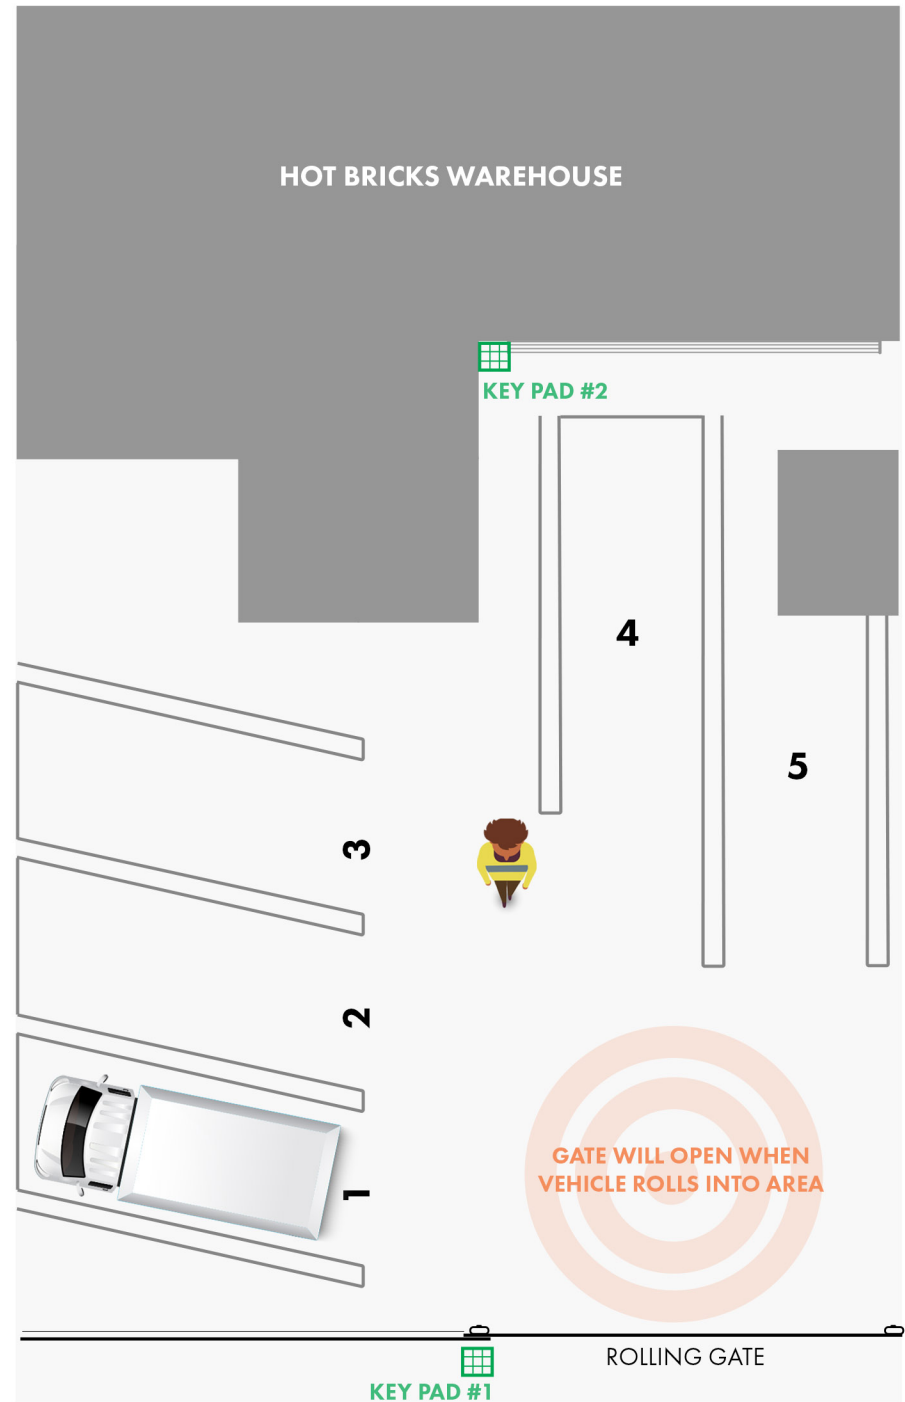 HOT BRICKS WAREHOUSE
KEY PAD #2
4
5
3
2
1
GATE WILL OPEN WHEN
VEHICLE ROLLS INTO AREA
ROLLING GATE
KEY PAD #1